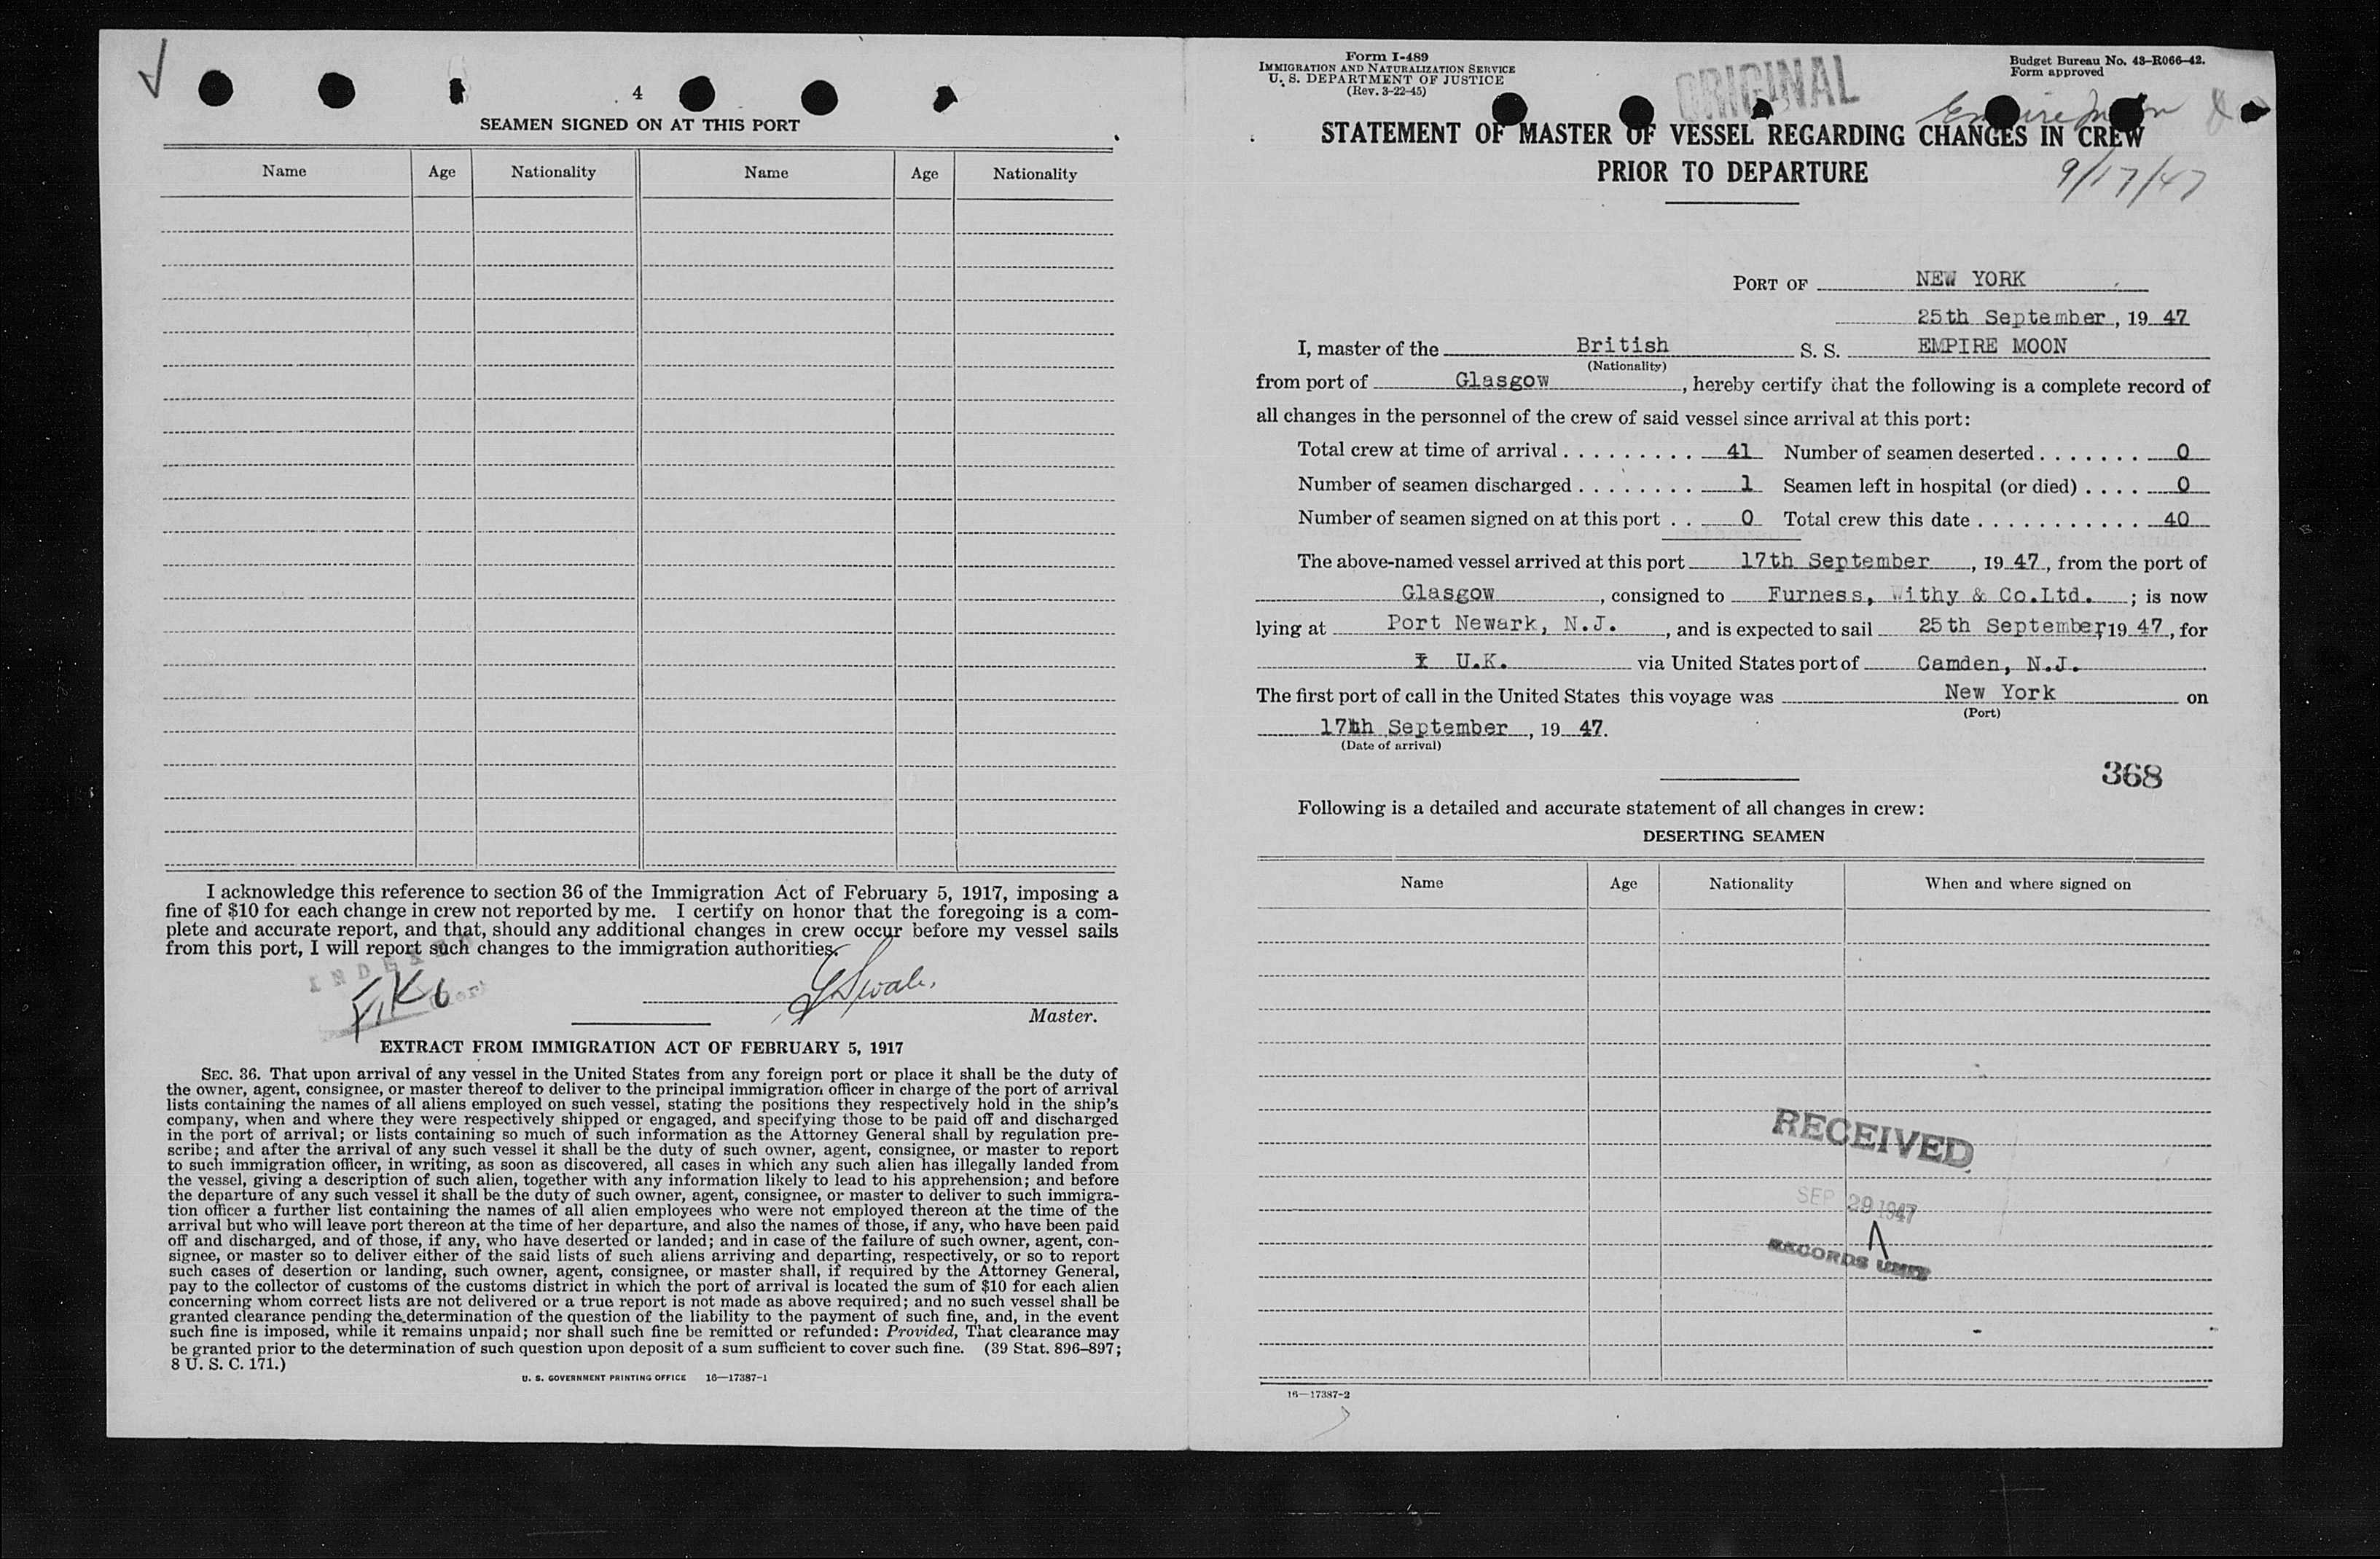 4
SEAMEN SIGNED ON AT THIS PORT
Name Age Nationality Name Age Nationality
I acknowledge this reference to section 36 of the Immigration Act of February 5, 1917, imposing a
fine of $10 for each change in crew not reported by me. I certify on honor that the foregoing is a com-
plete and accurate report, and that, should any additional changes in crew occur before my vessel sails
from this port, I will report such changes to the immigration authorities.
INDEXED
Master.
EXTRACT FROM IMMIGRATION ACT OF FEBRUARY 5, 1917
SEC. 36. That upon arrival of any vessel in the United States from any foreign port or place it shall be the duty of
the owner, agent, consignee, or master thereof to deliver to the principal immigration officer in charge of the port of arrival
lists containing the names of all aliens employed on such vessel, stating the positions they respectively hold in the ship's
company, when and where they were respectively shipped or engaged, and specifying those to be paid off and discharged
in the port of arrival; or lists containing so much of such information as the Attorney General shall by regulation pre-
scribe; and after the arrival of any such vessel it shall be the duty of such owner, agent, consignee, or master to report
to such immigration officer, in writing, as soon as discovered, all cases in which any such alien has illegally landed from
the vessel, giving a description of such alien, together with any information likely to lead to his apprehension; and before
the departure of any such vessel it shall be the duty of such owner, agent, consignee, or master to deliver to such immigra-
tion officer a further list containing the names of all alien employees who were not employed thereon at the time of the
arrival but who will leave port thereon at the time of her departure, and also the names of those, if any, who have been paid
off and discharged, and of those, if any, who have deserted or landed; and in case of the failure of such owner, agent, con-
signee, or master so to deliver either of the said lists of such aliens arriving and departing, respectively, or so to report
such cases of desertion or landing, such owner, agent, consignee, or master shall, if required by the Attorney General,
pay to the collector of customs of the customs district in which the port of arrival is located the sum of $10 for each alien
concerning whom correct lists are not delivered or a true report is not made as above required; and no such vessel shall be
granted clearance pending the determination of the question of the liability to the payment of such fine, and, in the event
such fine is imposed, while it remains unpaid; nor shall such fine be remitted or refunded: Provided, That clearance may
be granted prior to the determination of such question upon deposit of a sum sufficient to cover such fine. (39 Stat. 896–897;
8 U. S. C. 171.)
U. S. GOVERNMENT PRINTING OFFICE 16—17387-1
Form I-489
IMMIGRATION AND NATURALIZATION SERVICE
U. S. DEPARTMENT OF JUSTICE
(Rev. 3-22-45)
ORIGINAL
Budget Bureau No. 43-R066-42.
Form approved
Empire Moon
STATEMENT OF MASTER OF VESSEL REGARDING CHANGES IN CREW
PRIOR TO DEPARTURE
9/17/47
PORT OF NEW YORK
25th September, 19 47
I, master of the British S. S. EMPIRE MOON
(Nationality)
from port of Glasgow, hereby certify that the following is a complete record of
all changes in the personnel of the crew of said vessel since arrival at this port:
Total crew at time of arrival . . . . . . . . . 41 Number of seamen deserted . . . . . . . 0
Number of seamen discharged . . . . . . . . 1 Seamen left in hospital (or died) . . . . 0
Number of seamen signed on at this port . . 0 Total crew this date . . . . . . . . . . . . 40
The above-named vessel arrived at this port 17th September, 19 47, from the port of
Glasgow, consigned to Furness, Withy & Co.Ltd. ; is now
lying at Port Newark, N.J. , and is expected to sail 25th September, 19 47, for
U.K. via United States port of Camden, N.J.
The first port of call in the United States this voyage was New York on
(Port)
17th September, 19 47.
(Date of arrival)
368
Following is a detailed and accurate statement of all changes in crew:
DESERTING SEAMEN
Name Age Nationality When and where signed on
RECEIVED
SEP 29 1947
RECORDS UNIT
16—17387-2